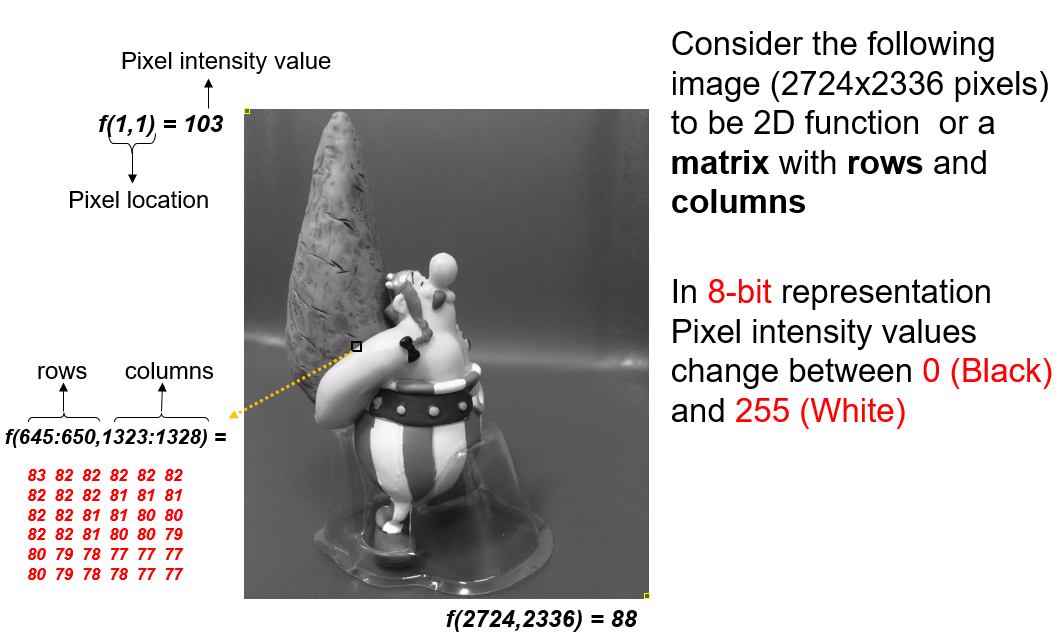 Pixel intensity value
f(1,1) = 103
Pixel location
rows columns
f(645:650,1323:1328) =
83 82 82 82 82 82
82 82 82 81 81 81
82 82 81 81 80 80
82 82 81 80 80 79
80 79 78 77 77 77
80 79 78 78 77 77
f(2724,2336) = 88
Consider the following
image (2724x2336 pixels)
to be 2D function or a
matrix with rows and
columns
In 8-bit representation
Pixel intensity values
change between 0 (Black)
and 255 (White)